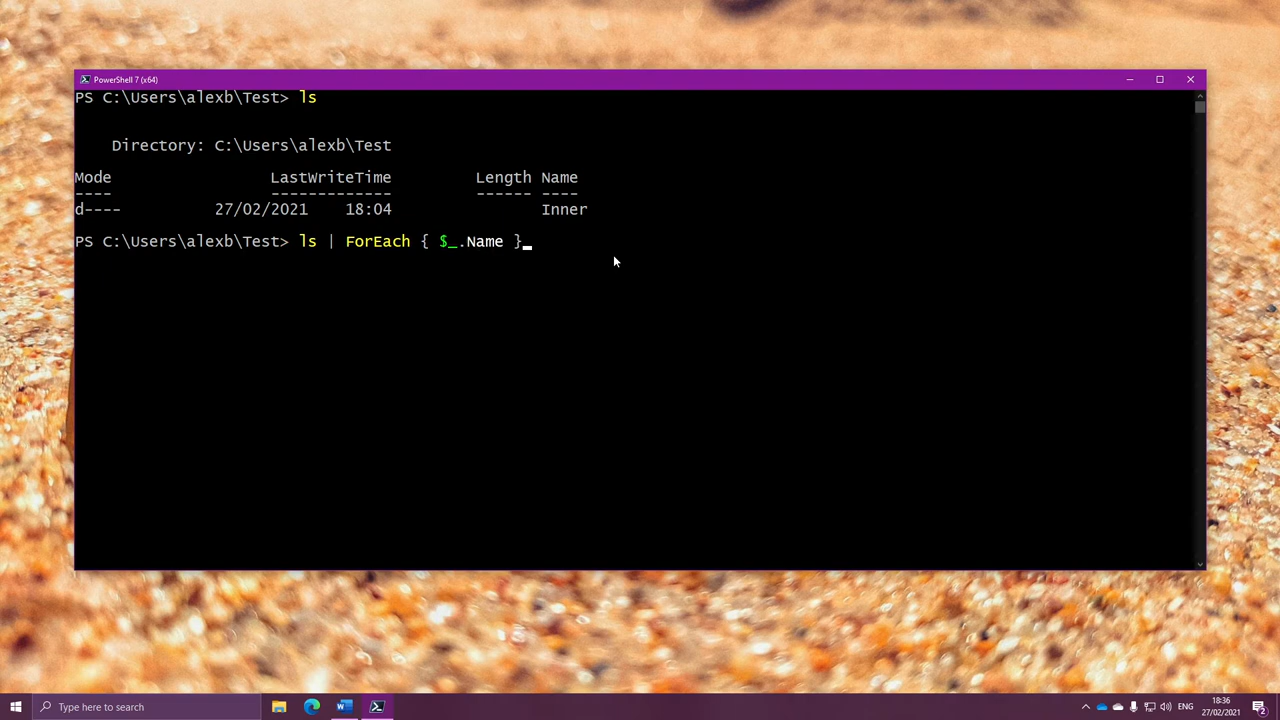 PowerShell 7 (x64)
PS C:\Users\alexb\Test> ls
Directory: C:\Users\alexb\Test
Mode LastWriteTime Length Name
---- ------------- ------ ----
d---- 27/02/2021 18:04 Inner
PS C:\Users\alexb\Test> ls | ForEach { $_.Name }
Type here to search
ENG
18:36
27/02/2021
2